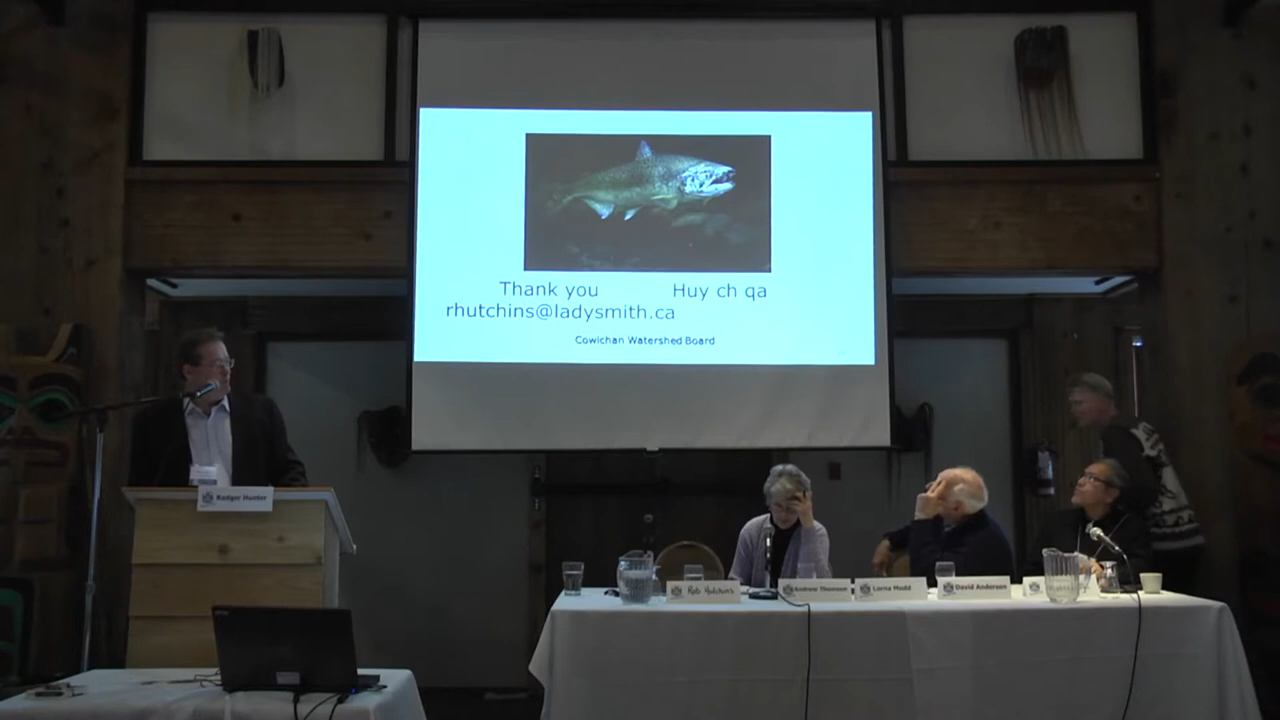 Thank you Huy ch qa
rhutchins@ladysmith.ca
Cowichan Watershed Board
Rodger Hunter
Rob Hutchins
Andrew Thomson
Lorna Medd
David Anderson